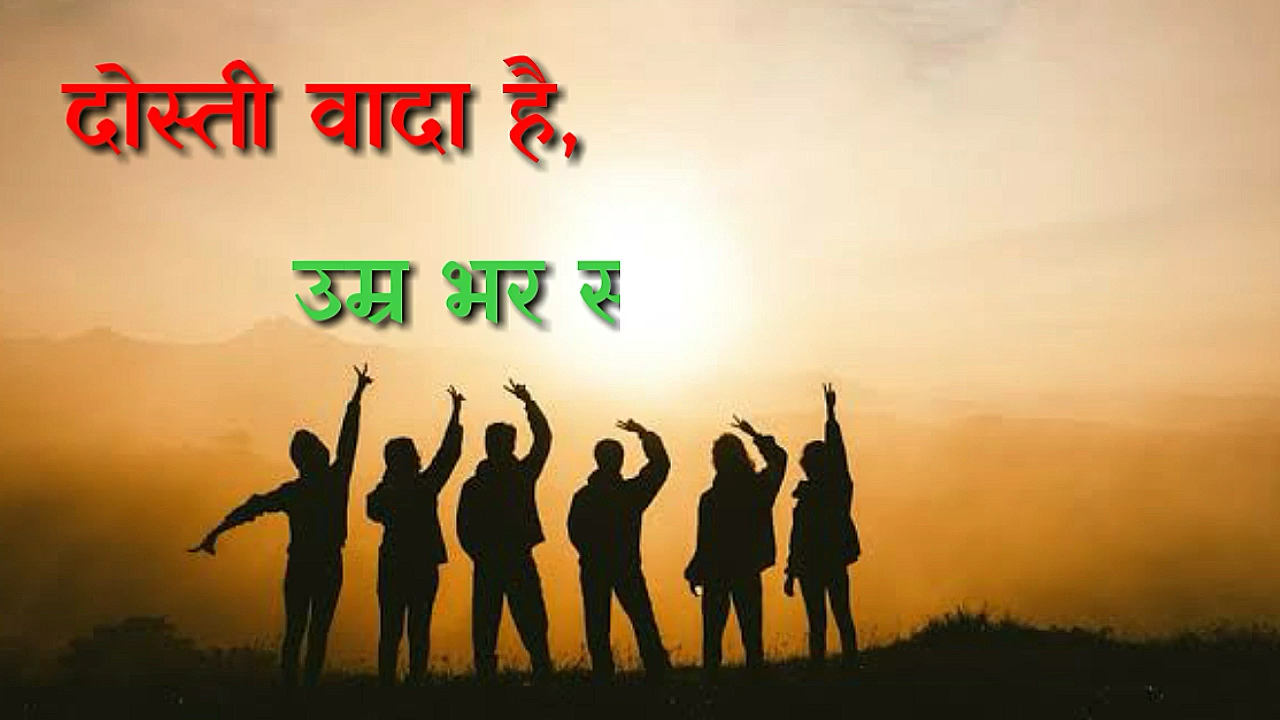 दोस्ती वादा है,
उम्र भर स